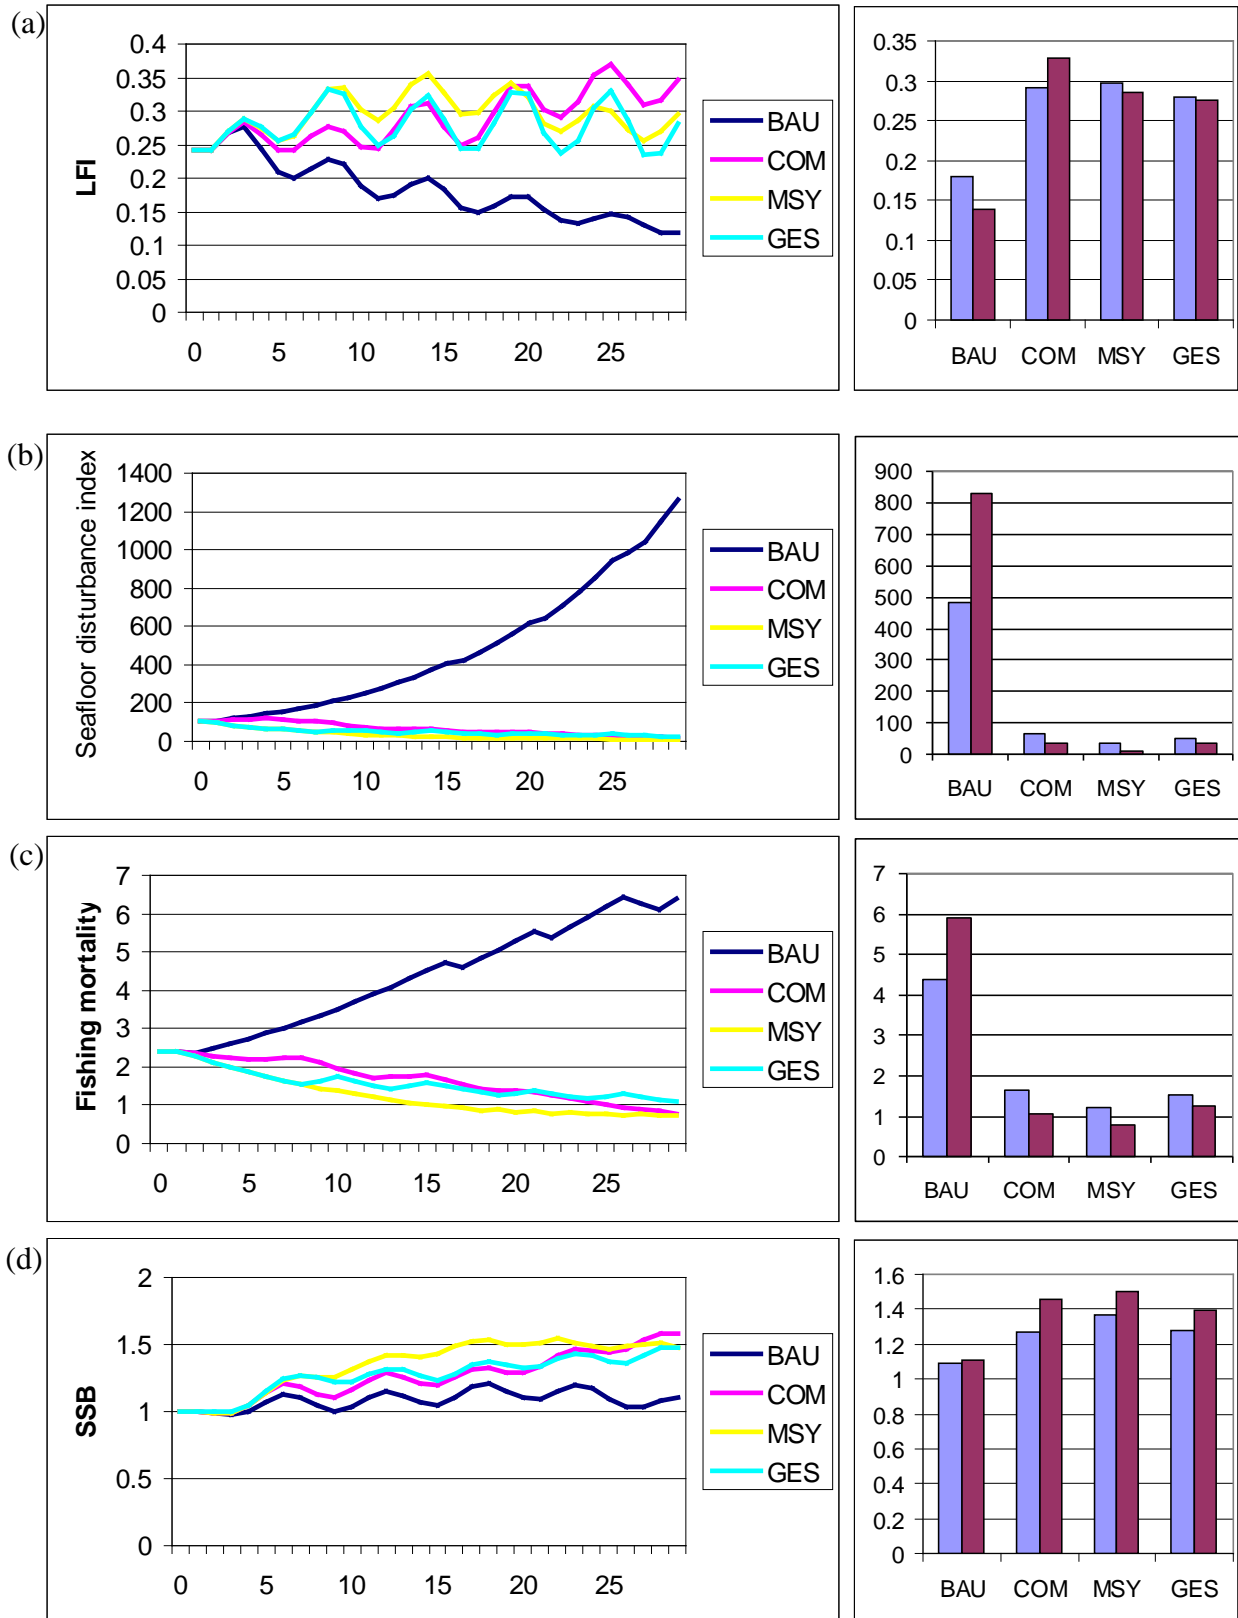 (a)
LFI
0.4
0.35
0.3
0.25
0.2
0.15
0.1
0.05
0
0 5 10 15 20 25
BAU
COM
MSY
GES
0.35
0.3
0.25
0.2
0.15
0.1
0.05
0
BAU COM MSY GES
(b)
Seafloor disturbance index
1400
1200
1000
800
600
400
200
0
0 5 10 15 20 25
BAU
COM
MSY
GES
900
800
700
600
500
400
300
200
100
0
BAU COM MSY GES
(c)
Fishing mortality
7
6
5
4
3
2
1
0
0 5 10 15 20 25
BAU
COM
MSY
GES
7
6
5
4
3
2
1
0
BAU COM MSY GES
(d)
SSB
2
1.5
1
0.5
0
0 5 10 15 20 25
BAU
COM
MSY
GES
1.6
1.4
1.2
1
0.8
0.6
0.4
0.2
0
BAU COM MSY GES